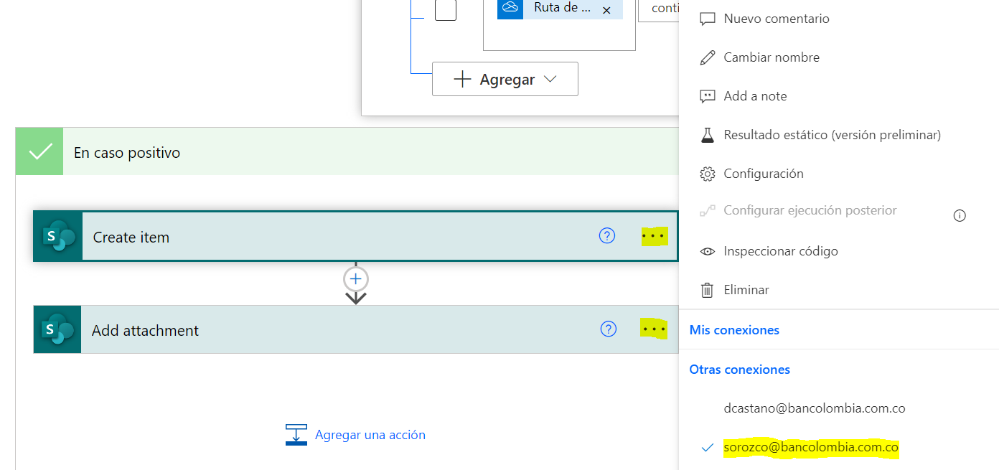 Ruta de ...
conti
Agregar
En caso positivo
Create item
Add attachment
Agregar una acción
Nuevo comentario
Cambiar nombre
Add a note
Resultado estático (versión preliminar)
Configuración
Configurar ejecución posterior
Inspeccionar código
Eliminar
Mis conexiones
Otras conexiones
dcastano@bancolombia.com.co
sorozco@bancolombia.com.co